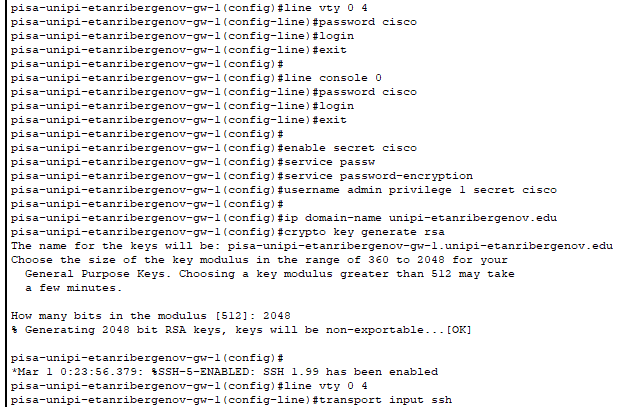 pisa-unipi-etanribergenov-gw-1(config)#line vty 0 4
pisa-unipi-etanribergenov-gw-1(config-line)#password cisco
pisa-unipi-etanribergenov-gw-1(config-line)#login
pisa-unipi-etanribergenov-gw-1(config-line)#exit
pisa-unipi-etanribergenov-gw-1(config)#
pisa-unipi-etanribergenov-gw-1(config)#line console 0
pisa-unipi-etanribergenov-gw-1(config-line)#password cisco
pisa-unipi-etanribergenov-gw-1(config-line)#login
pisa-unipi-etanribergenov-gw-1(config-line)#exit
pisa-unipi-etanribergenov-gw-1(config)#
pisa-unipi-etanribergenov-gw-1(config)#enable secret cisco
pisa-unipi-etanribergenov-gw-1(config)#service passw
pisa-unipi-etanribergenov-gw-1(config)#service password-encryption
pisa-unipi-etanribergenov-gw-1(config)#username admin privilege 1 secret cisco
pisa-unipi-etanribergenov-gw-1(config)#
pisa-unipi-etanribergenov-gw-1(config)#ip domain-name unipi-etanribergenov.edu
pisa-unipi-etanribergenov-gw-1(config)#crypto key generate rsa
The name for the keys will be: pisa-unipi-etanribergenov-gw-1.unipi-etanribergenov.edu
Choose the size of the key modulus in the range of 360 to 2048 for your
General Purpose Keys. Choosing a key modulus greater than 512 may take
a few minutes.
How many bits in the modulus [512]: 2048
% Generating 2048 bit RSA keys, keys will be non-exportable...[OK]
pisa-unipi-etanribergenov-gw-1(config)#
*Mar 1 0:23:56.379: %SSH-5-ENABLED: SSH 1.99 has been enabled
pisa-unipi-etanribergenov-gw-1(config)#line vty 0 4
pisa-unipi-etanribergenov-gw-1(config-line)#transport input ssh